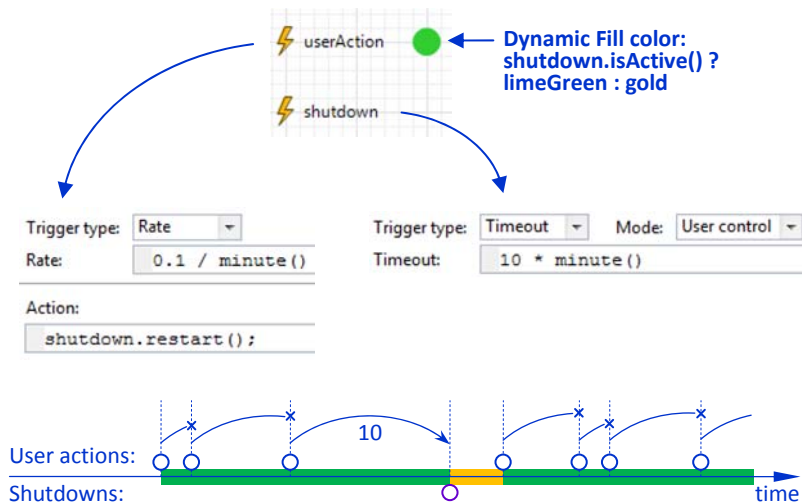 userAction
Dynamic Fill color:
shutdown.isActive() ?
limeGreen : gold
shutdown
Trigger type: Rate
Rate: 0.1 / minute()
Action:
shutdown.restart();
Trigger type: Timeout Mode: User control
Timeout: 10 * minute()
10
User actions:
Shutdowns:
time